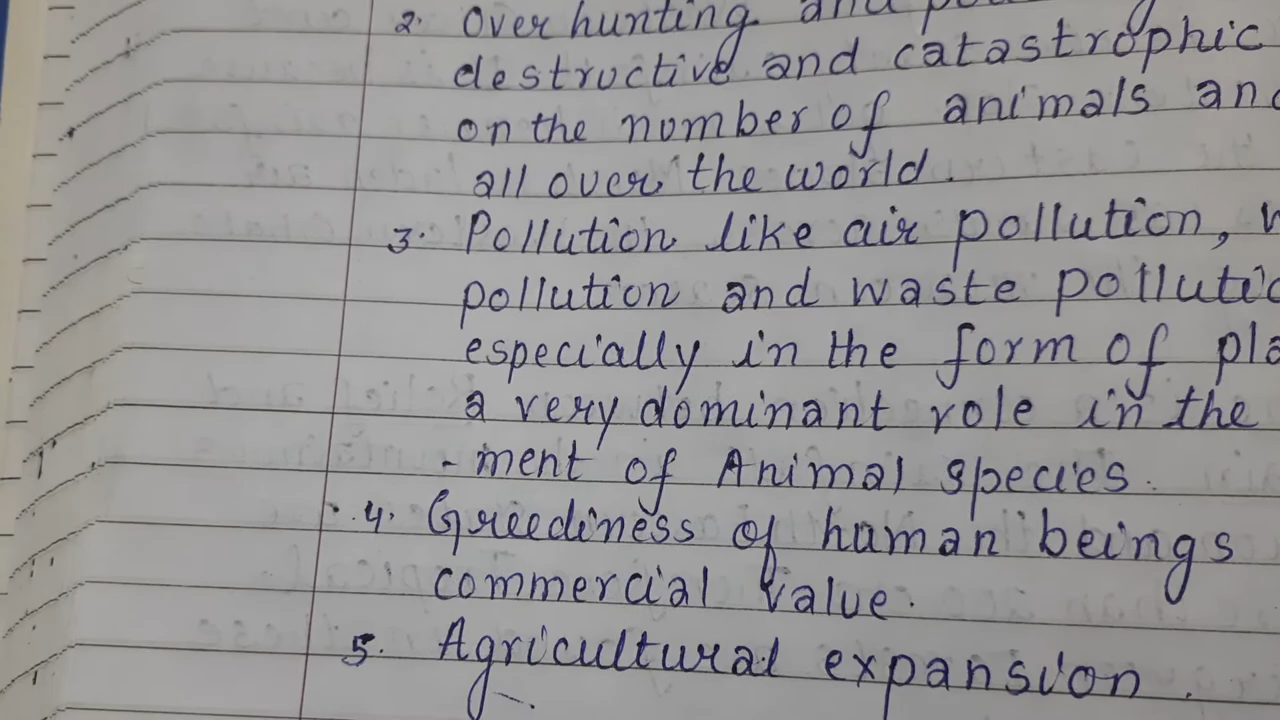 2. Over hunting and
destructive and catastrophic
on the number of animals
all over the world.
3. Pollution like air pollution,
pollution and waste
especially in the form of
a very dominant role in the
-ment of Animal species.
4. Greediness of human beings
commercial value.
5. Agricultural expansion.